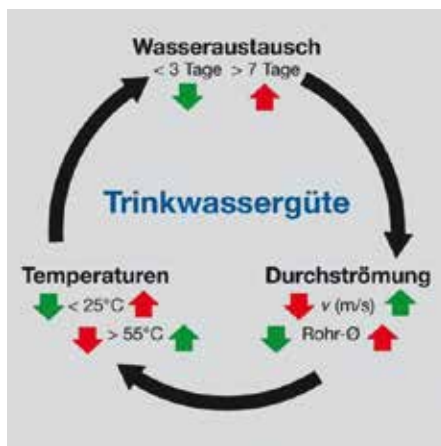 Wasseraustausch
< 3 Tage > 7 Tage
Trinkwassergüte
Temperaturen
< 25°C
> 55°C
Durchströmung
v (m/s)
Rohr-Ø